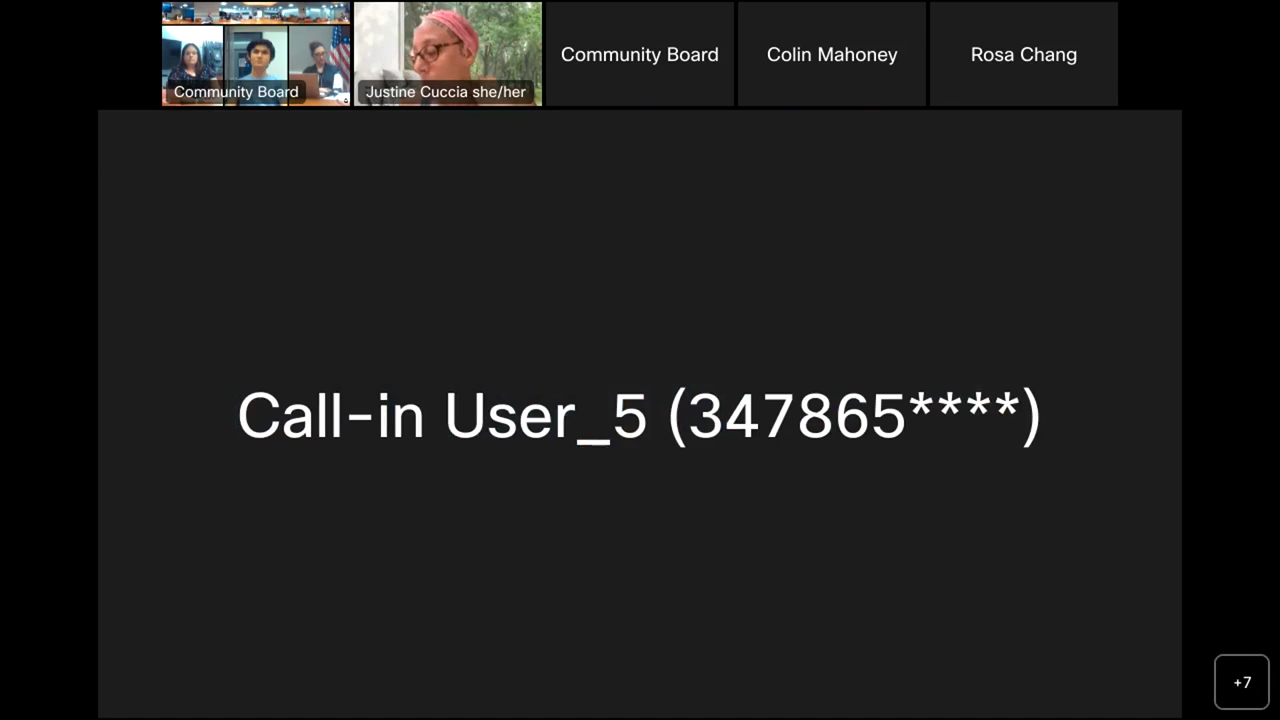 Community Board
Justine Cuccia she/her
Community Board
Colin Mahoney
Rosa Chang
Call-in User_5 (347865****)
+7